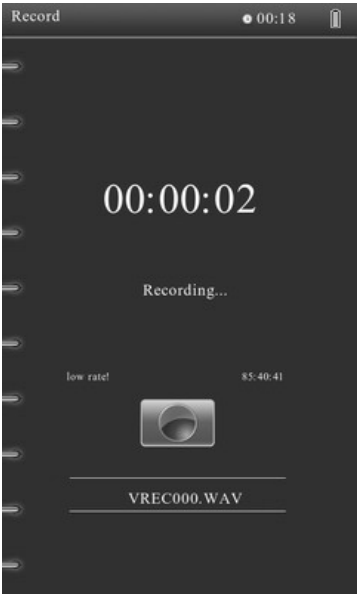 Record 00:18
00:00:02
Recording...
low rate! 85:40:41
VREC000.WAV